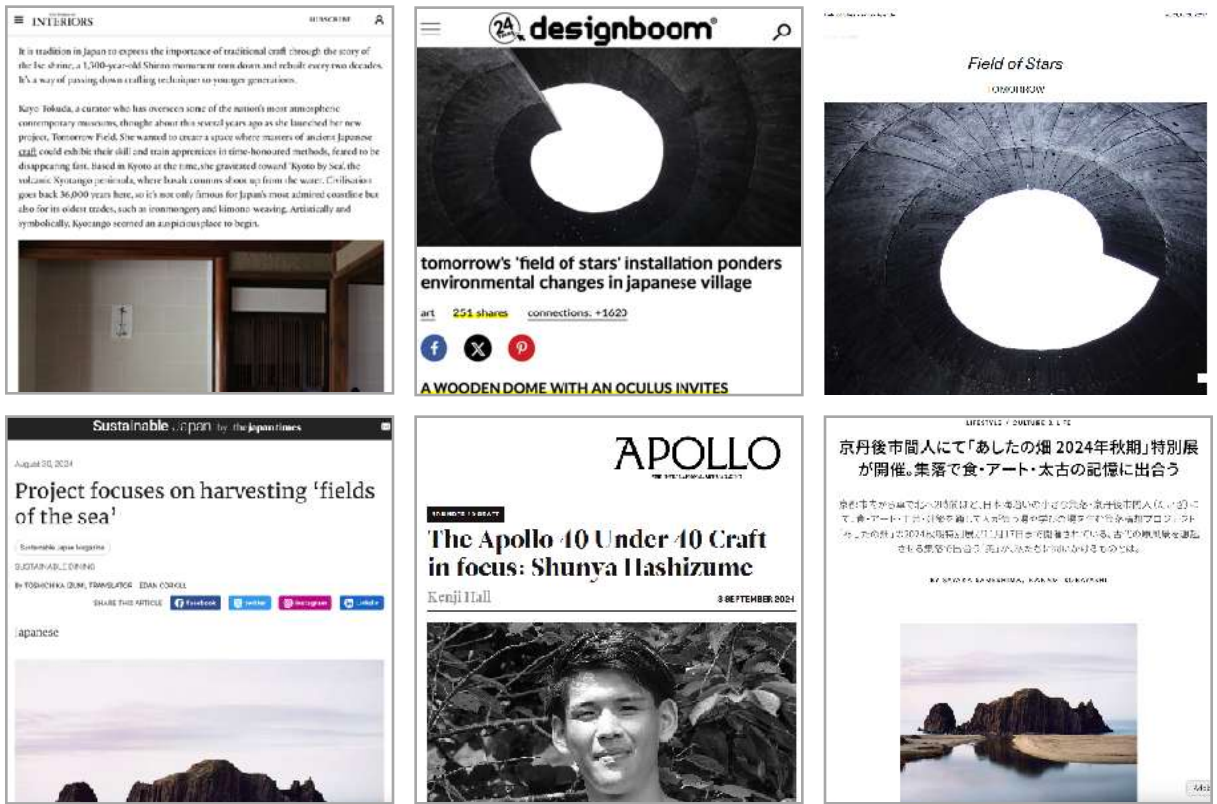 INTERIORS
SUBSCRIBE
It is tradition in Japan to express the importance of traditional craft through the story of
the Ise shrine, a 1,300-year-old Shinto monument torn down and rebuilt every two decades.
It's a way of passing down crafting techniques to younger generations.
Kayo Tokuda, a curator who has overseen some of the nation's most atmospheric
contemporary museums, thought about this several years ago as she launched her new
project, Tomorrow Field. She wanted to create a space where masters of ancient Japanese
craft could exhibit their skill and train apprentices in time-honoured methods, feared to be
disappearing fast. Based in Kyoto at the time, she gravitated toward 'Kyoto by Sea', the
volcanic Kyotango peninsula, where basalt columns shoot up from the water. Civilisation
goes back 36,000 years here, so it's not only famous for Japan's most admired coastline but
also for its oldest trades, such as ironmongery and kimono-weaving. Artistically and
symbolically, Kyotango seemed an auspicious place to begin.
24
designboom®
tomorrow's 'field of stars' installation ponders
environmental changes in japanese village
art 251 shares connections: +1620
A WOODEN DOME WITH AN OCULUS INVITES
Field of Stars
TOMORROW
Sustainable Japan by the japan times
August 30, 2024
Project focuses on harvesting 'fields
of the sea'
Sustainable Japan Magazine
SUSTAINABLE DINING
BY TOSHICHIKA IZUMI, TRANSLATOR
SHARE THIS ARTICLE Facebook twitter Instagram LinkedIn
Japanese
APOLLO
The Apollo 40 Under 40 Craft
in focus: Shunya Hashizume
Kenji Hall
3 SEPTEMBER 2024
LIFESTYLE / CULTURE & LIFE
京丹後市間人にて「あしたの畑 2024年秋期」特別展
が開催。集落で食・アート・太古の記憶に出合う